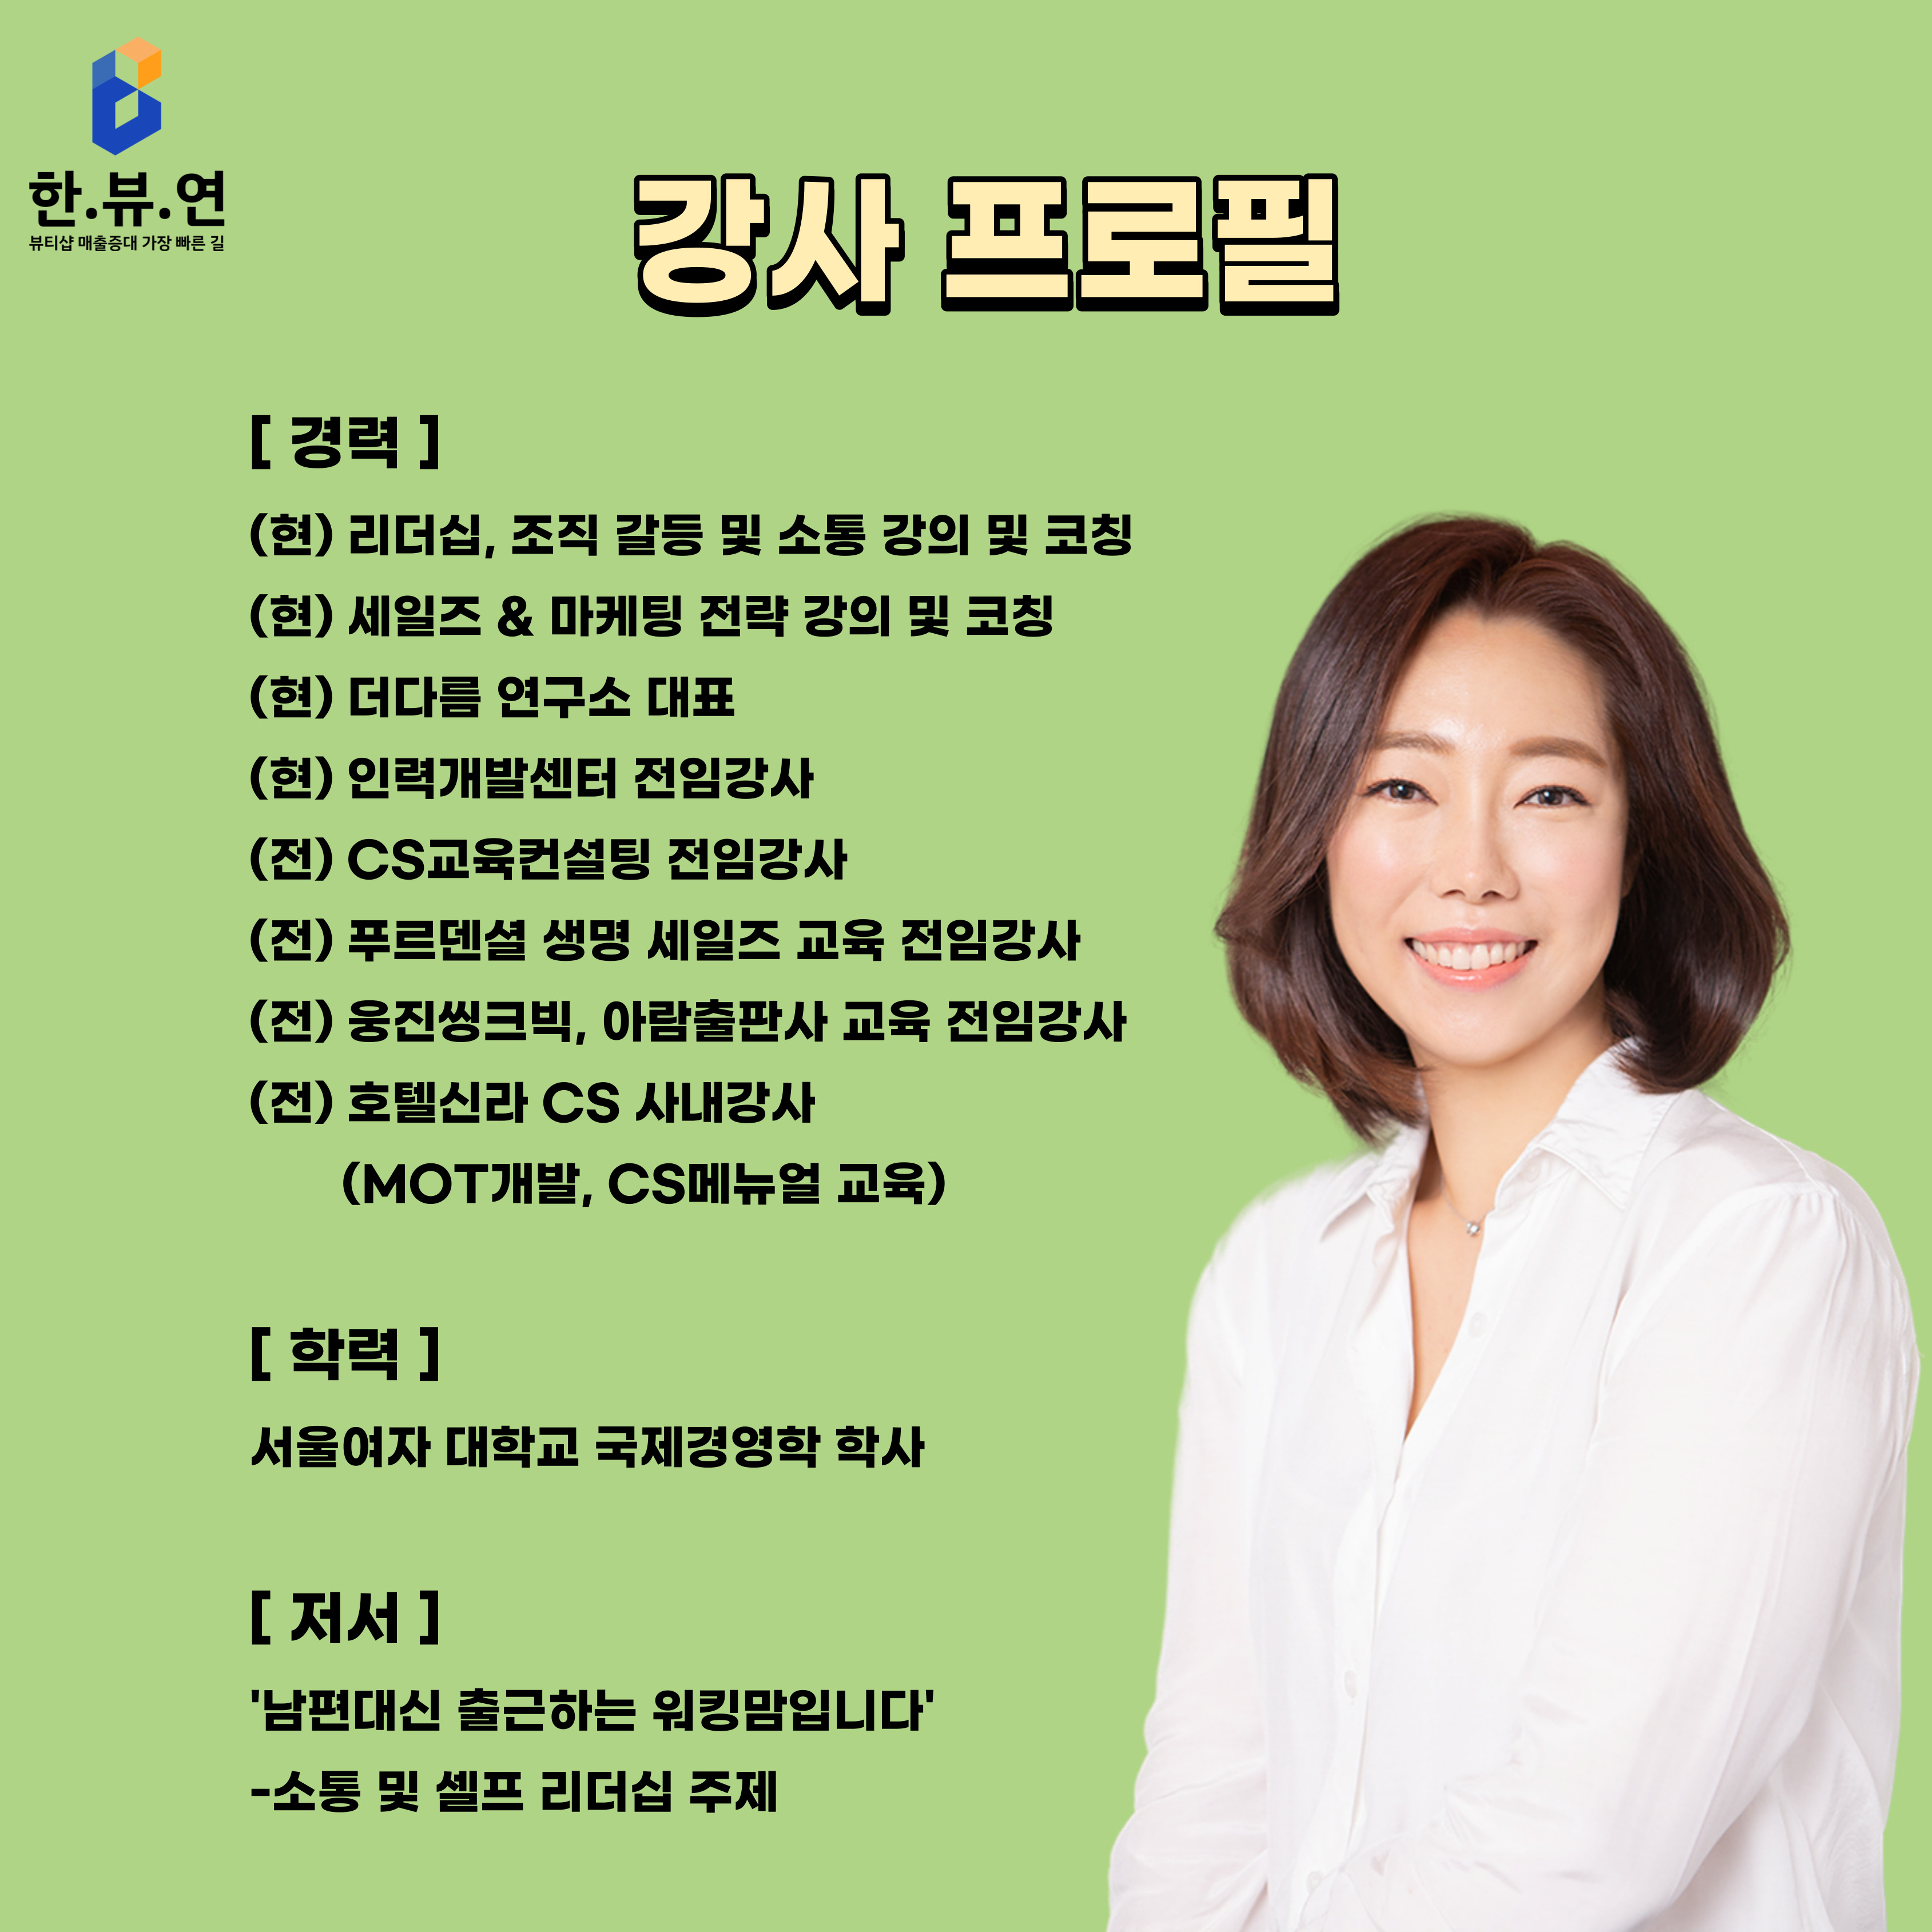 한.뷰.연
뷰티샵 매출증대 가장 빠른 길
강사 프로필
[ 경력 ]
(현) 리더십, 조직 갈등 및 소통 강의 및 코칭
(현) 세일즈 & 마케팅 전략 강의 및 코칭
(현) 더다름 연구소 대표
(현) 인력개발센터 전임강사
(전) CS교육컨설팅 전임강사
(전) 푸르덴셜 생명 세일즈 교육 전임강사
(전) 웅진씽크빅, 아람출판사 교육 전임강사
(전) 호텔신라 CS 사내강사
(MOT개발, CS메뉴얼 교육)
[ 학력 ]
서울여자 대학교 국제경영학 학사
[ 저서 ]
'남편대신 출근하는 워킹맘입니다'
-소통 및 셀프 리더십 주제